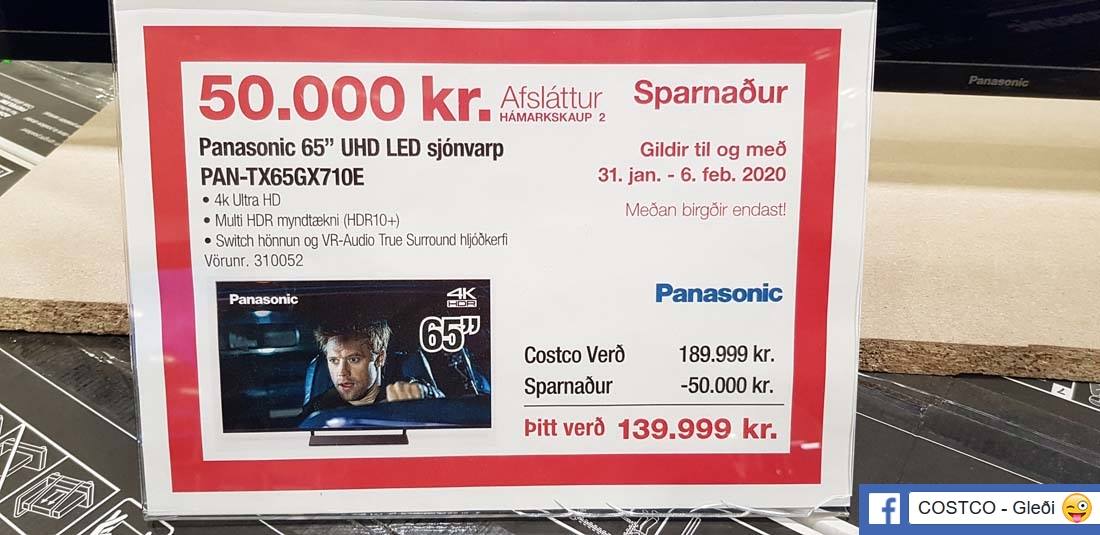 Panasonic
50.000 kr. Afsláttur
HÁMARKSKAUP 2
Sparnaður
Panasonic 65” UHD LED sjónvarp
PAN-TX65GX710E
• 4k Ultra HD
• Multi HDR myndtækni (HDR10+)
• Switch hönnun og VR-Audio True Surround hljóðkerfi
Vörunr. 310052
Gildir til og með
31. jan. - 6. feb. 2020
Meðan birgðir endast!
Panasonic
4K
HDR
65”
Panasonic
Costco Verð 189.999 kr.
Sparnaður -50.000 kr.
Þitt verð 139.999 kr.
COSTCO - Gleði